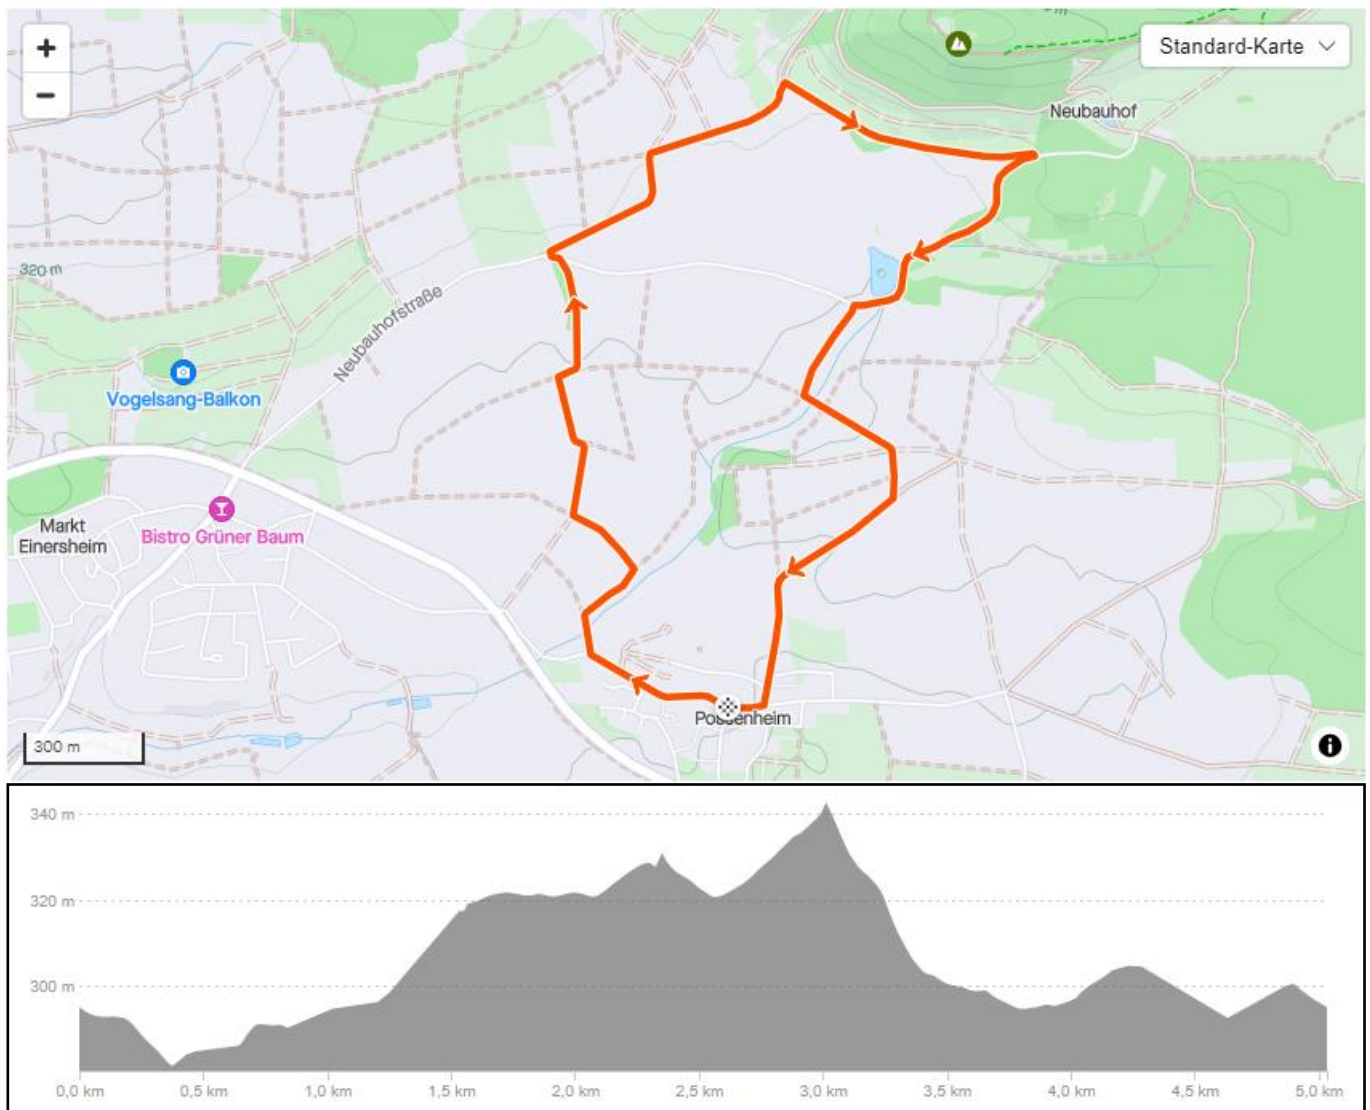 +
Standard-Karte
−
Neubauhof
320 m
Neubauhofstraße
Vogelsang-Balkon
Markt
Einersheim
Bistro Grüner Baum
Possenheim
300 m
340 m
320 m
300 m
0,0 km 0,5 km 1,0 km 1,5 km 2,0 km 2,5 km 3,0 km 3,5 km 4,0 km 4,5 km 5,0 km